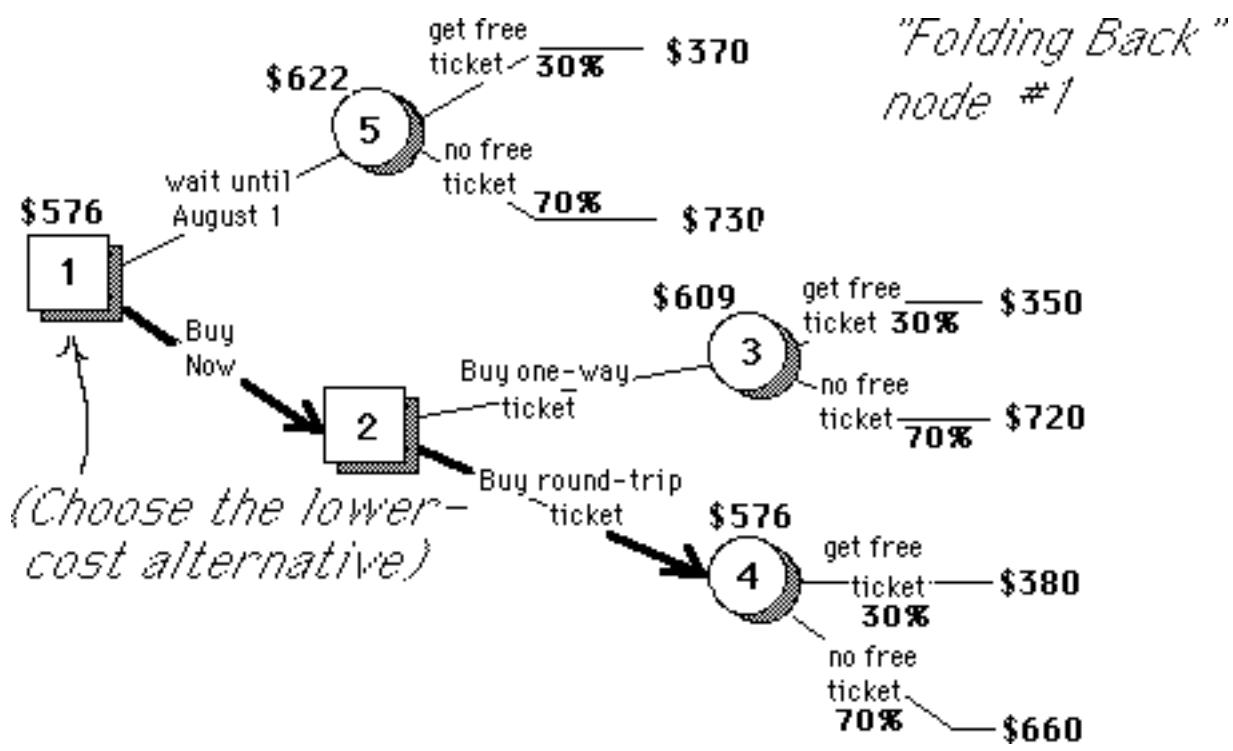 "Folding Back"
node #1
get free
ticket 30% $370
$622
5
no free
ticket
70% $730
wait until
August 1
$576
1
Buy
Now
$609
get free
ticket 30% $350
3
Buy one-way
ticket
no free
ticket
70% $720
2
(Choose the lower-
cost alternative)
Buy round-trip
ticket
$576
4
get free
ticket $380
30%
no free
ticket
70% $660